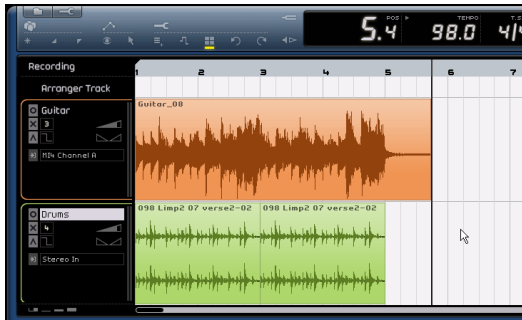 5.4 POS TEMPO 98.0 T.S 4/4
Recording
1 2 3 4 5 6 7
Arranger Track
Guitar
Guitar_08
3
MI4 Channel A
Drums
098 Limp2 07 verse2-02 098 Limp2 07 verse2-02
4
Stereo In